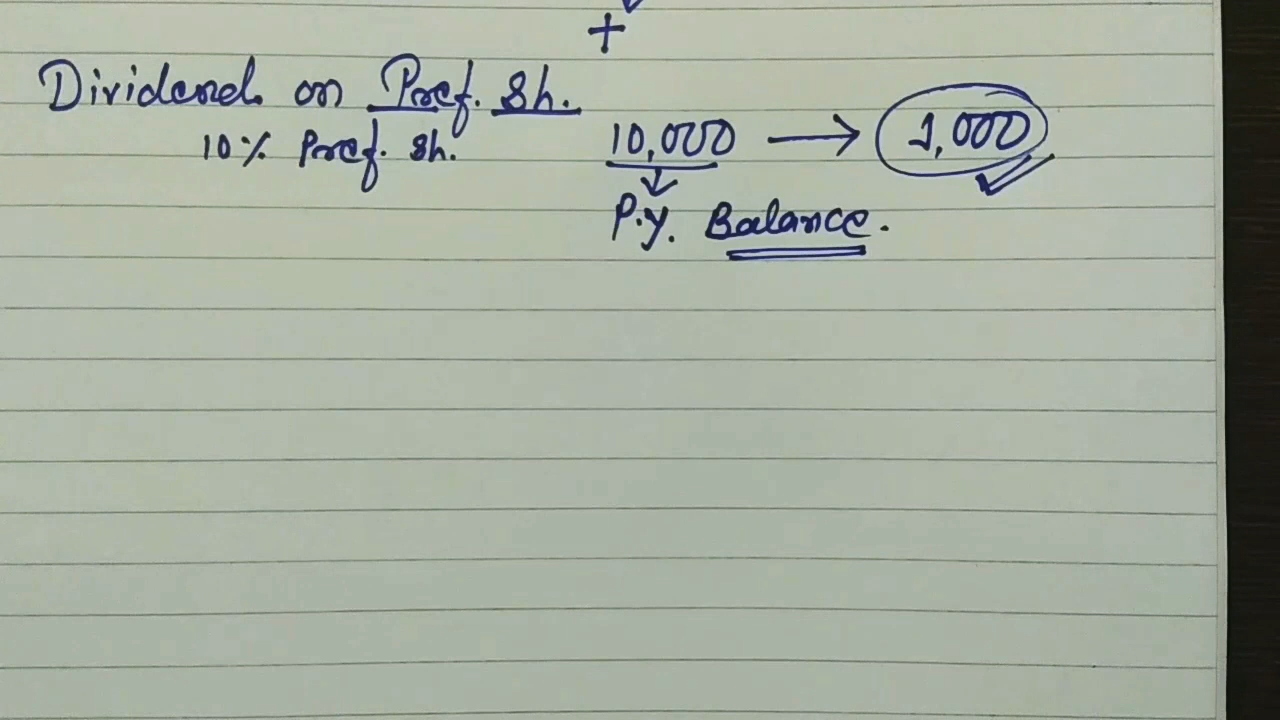 +
Dividend on Pref. Sh.
10% Pref. Sh. 10,000 → 1,000
P.y. Balance.